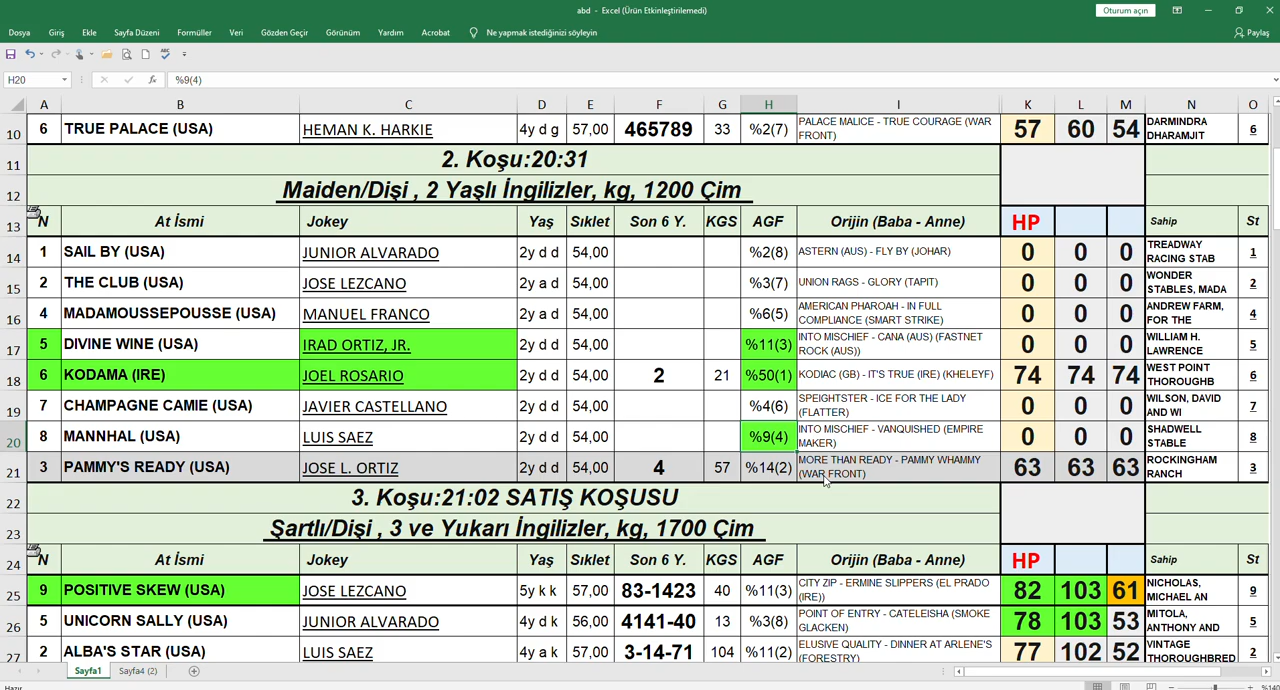 abd - Excel (Ürün Etkinleştirilemedi)
Oturum açın
Dosya Giriş Ekle Sayfa Düzeni Formüller Veri Gözden Geçir Görünüm Yardım Acrobat Ne yapmak istediğinizi söyleyin Paylaş
H20 fx %9(4)
A B C D E F G H I K L M N O
10 6 TRUE PALACE (USA) HEMAN K. HARKIE 4y d g 57,00 465789 33 %2(7) PALACE MALICE - TRUE COURAGE (WAR FRONT) 57 60 54 DARMINDRA DHARAMJIT 6
11 2. Koşu:20:31
12 Maiden/Dişi , 2 Yaşlı İngilizler, kg, 1200 Çim
13 N At İsmi Jokey Yaş Sıklet Son 6 Y. KGS AGF Orijin (Baba - Anne) HP Sahip St
14 1 SAIL BY (USA) JUNIOR ALVARADO 2y d d 54,00 %2(8) ASTERN (AUS) - FLY BY (JOHAR) 0 0 0 TREADWAY RACING STAB 1
15 2 THE CLUB (USA) JOSE LEZCANO 2y a d 54,00 %3(7) UNION RAGS - GLORY (TAPIT) 0 0 0 WONDER STABLES, MADA 2
16 4 MADAMOUSSEPOUSSE (USA) MANUEL FRANCO 2y a d 54,00 %6(5) AMERICAN PHAROAH - IN FULL COMPLIANCE (SMART STRIKE) 0 0 0 ANDREW FARM, FOR THE 4
17 5 DIVINE WINE (USA) IRAD ORTIZ, JR. 2y d d 54,00 %11(3) INTO MISCHIEF - CANA (AUS) (FASTNET ROCK (AUS)) 0 0 0 WILLIAM H. LAWRENCE 5
18 6 KODAMA (IRE) JOEL ROSARIO 2y d d 54,00 2 21 %50(1) KODIAC (GB) - IT'S TRUE (IRE) (KHELEYF) 74 74 74 WEST POINT THOROUGHB 6
19 7 CHAMPAGNE CAMIE (USA) JAVIER CASTELLANO 2y d d 54,00 %4(6) SPEIGHTSTER - ICE FOR THE LADY (FLATTER) 0 0 0 WILSON, DAVID AND WI 7
20 8 MANNHAL (USA) LUIS SAEZ 2y d d 54,00 %9(4) INTO MISCHIEF - VANQUISHED (EMPIRE MAKER) 0 0 0 SHADWELL STABLE 8
21 3 PAMMY'S READY (USA) JOSE L. ORTIZ 2y d d 54,00 4 57 %14(2) MORE THAN READY - PAMMY WHAMMY (WAR FRONT) 63 63 63 ROCKINGHAM RANCH 3
22 3. Koşu:21:02 SATIŞ KOŞUSU
23 Şartlı/Dişi , 3 ve Yukarı İngilizler, kg, 1700 Çim
24 N At İsmi Jokey Yaş Sıklet Son 6 Y. KGS AGF Orijin (Baba - Anne) HP Sahip St
25 9 POSITIVE SKEW (USA) JOSE LEZCANO 5y k k 57,00 83-1423 40 %11(3) CITY ZIP - ERMINE SLIPPERS (EL PRADO (IRE)) 82 103 61 NICHOLAS, MICHAEL AN 9
26 5 UNICORN SALLY (USA) JUNIOR ALVARADO 4y d k 56,00 4141-40 13 %3(8) POINT OF ENTRY - CATELEISHA (SMOKE GLACKEN) 78 103 53 MITOLA, ANTHONY AND 5
27 2 ALBA'S STAR (USA) LUIS SAEZ 4y a k 57,00 3-14-71 104 %11(2) ELUSIVE QUALITY - DINNER AT ARLENE'S (FORESTRY) 77 102 52 VINTAGE THOROUGHBRED 2
Sayfa1 Sayfa4 (2)
Hazır %140